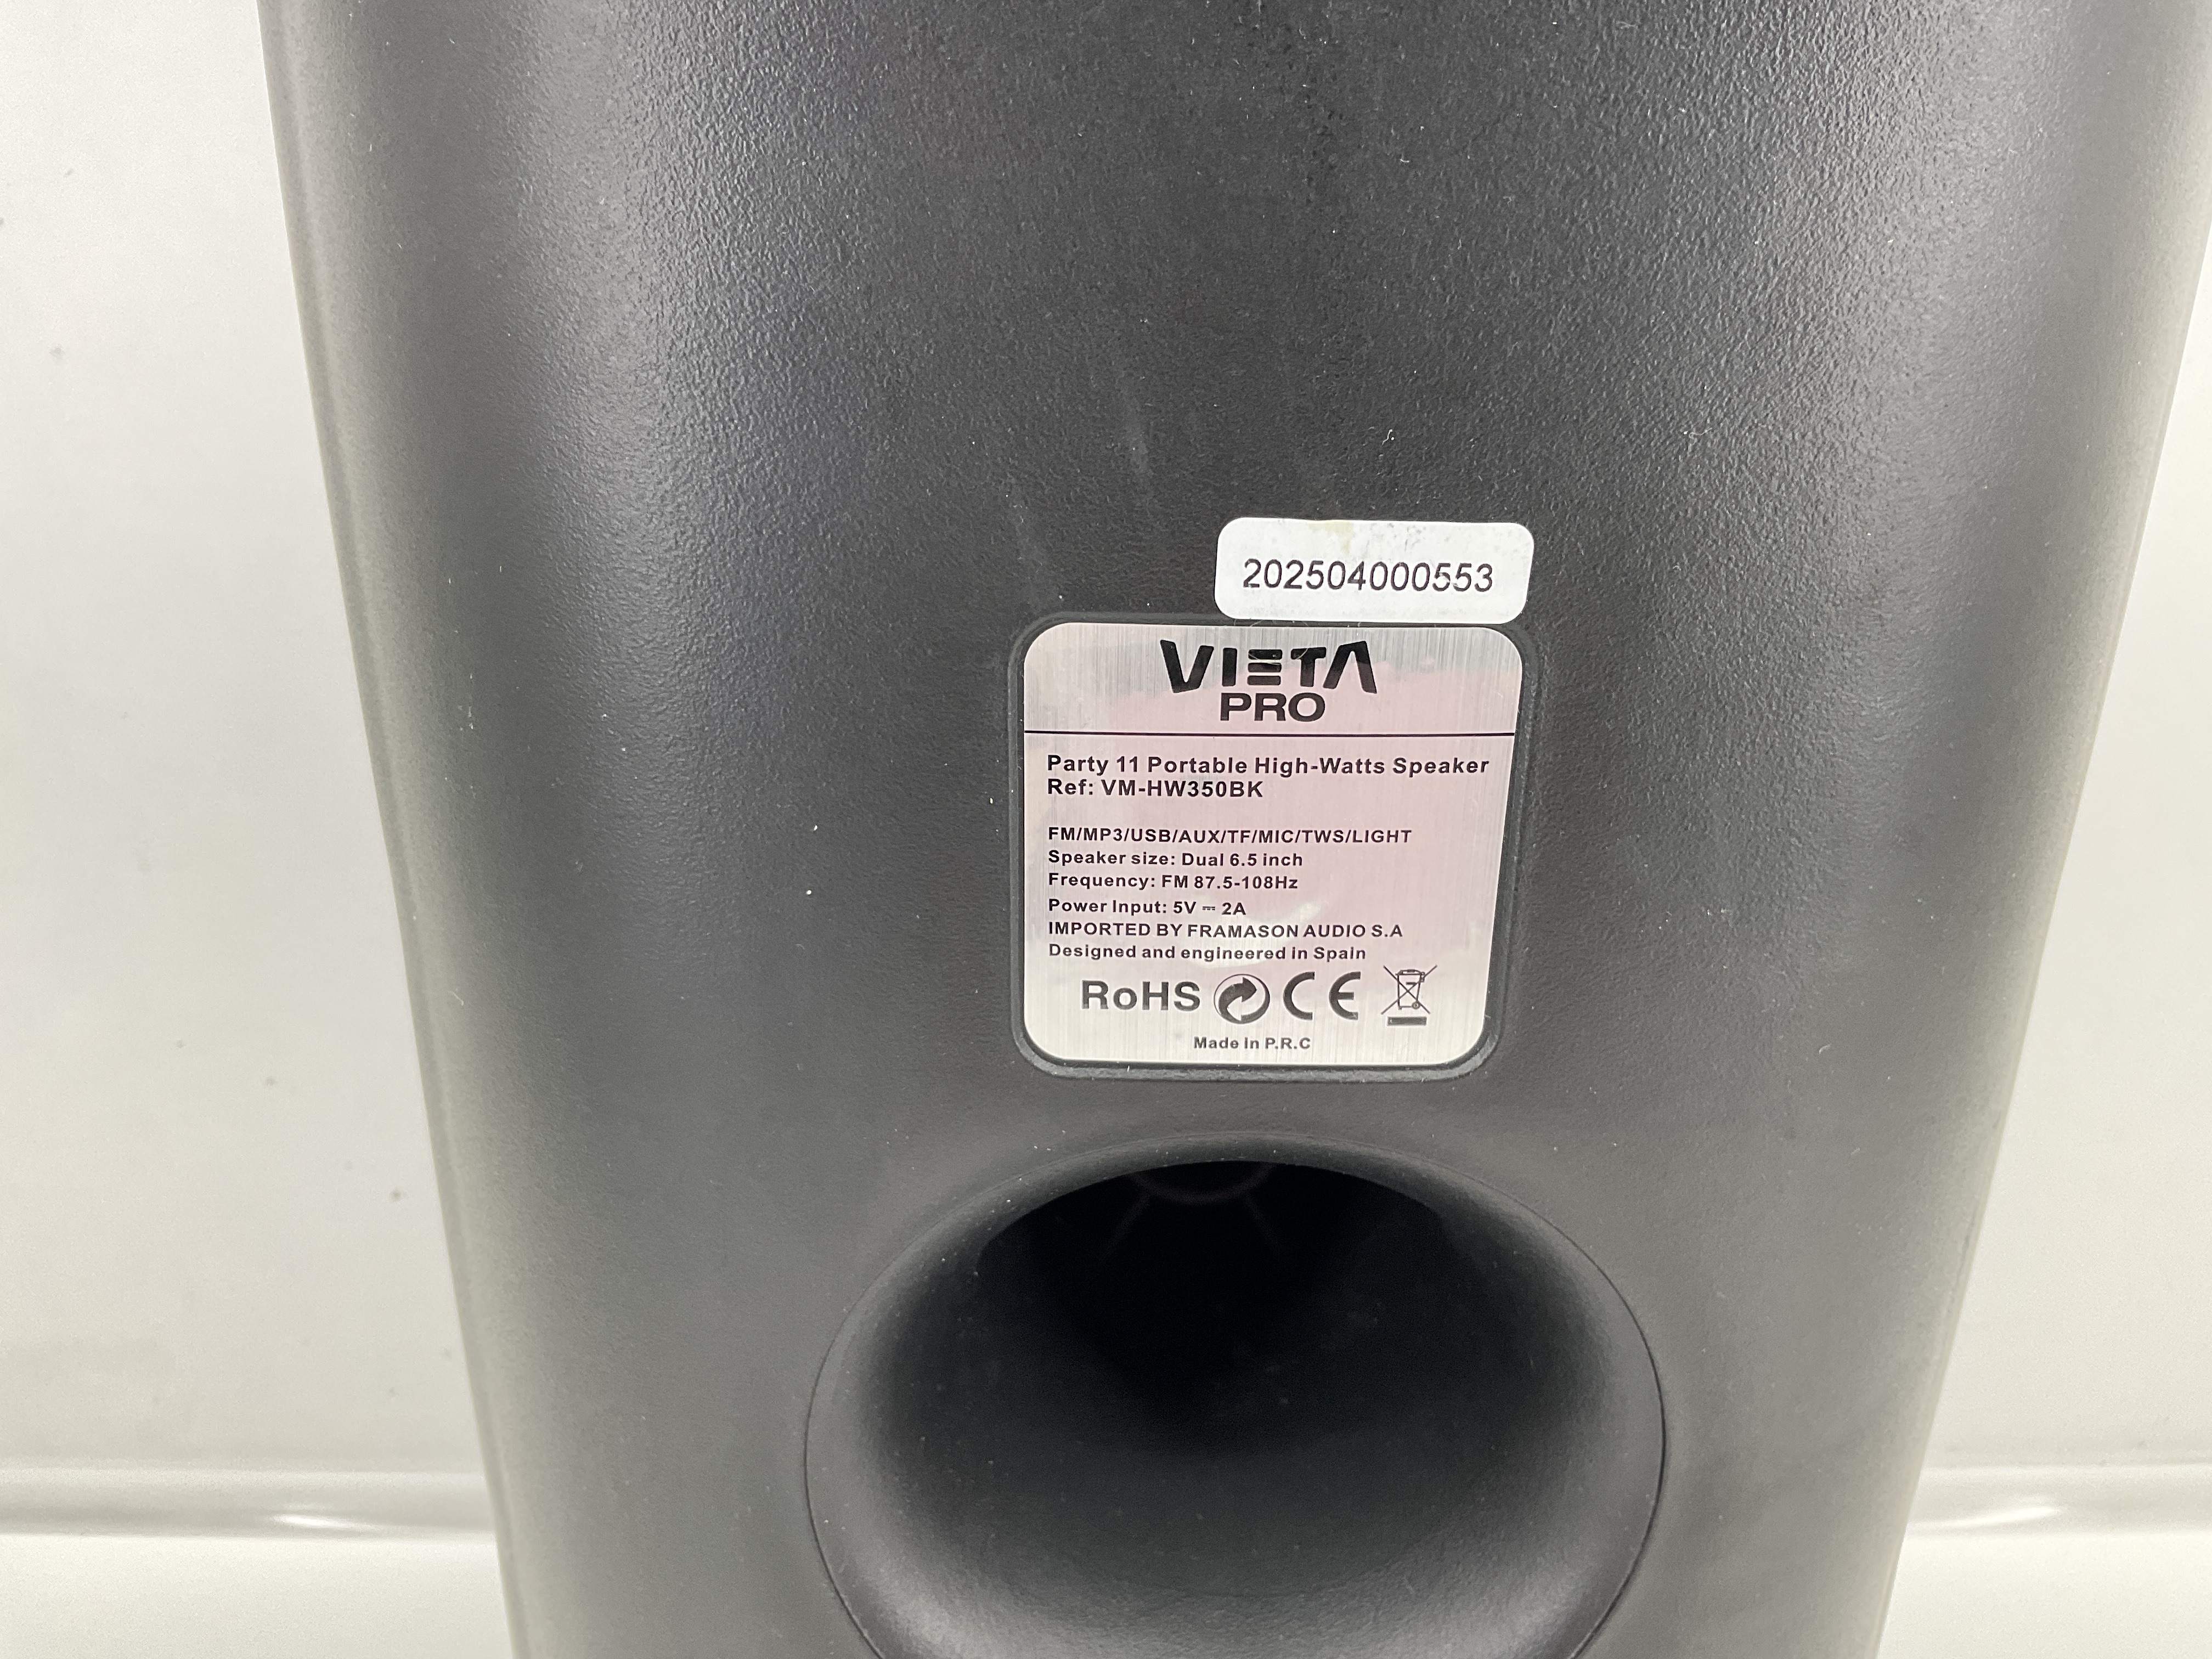 202504000553
VIETA
PRO
Party 11 Portable High-Watts Speaker
Ref: VM-HW350BK
FM/MP3/USB/AUX/TF/MIC/TWS/LIGHT
Speaker size: Dual 6.5 inch
Frequency: FM 87.5-108Hz
Power Input: 5V ⎓ 2A
IMPORTED BY FRAMASON AUDIO S.A
Designed and engineered in Spain
RoHS CE
Made in P.R.C